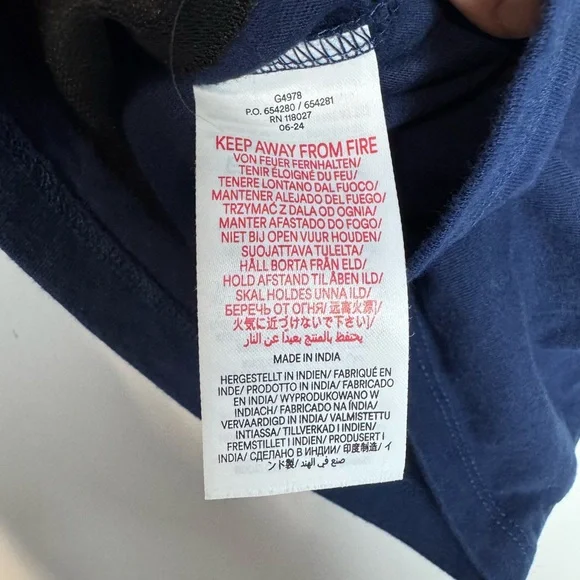 G4978
P.O. 654280 / 654281
RN 118027
06-24
KEEP AWAY FROM FIRE
VON FEUER FERNHALTEN/
TENIR ÉLOIGNÉ DU FEU/
TENERE LONTANO DAL FUOCO/
MANTENER ALEJADO DEL FUEGO/
TRZYMAĆ Z DALA OD OGNIA/
MANTER AFASTADO DO FOGO/
NIET BIJ OPEN VUUR HOUDEN/
SUOJATTAVA TULELTA/
HÅLL BORTA FRÅN ELD/
HOLD AFSTAND TIL ÅBEN ILD/
SKAL HOLDES UNNA ILD/
БЕРЕЧЬ ОТ ОГНЯ/ 远离火源/
火気に近づけないで下さい/
يحتفظ بالمنتج بعيدًا عن النار
MADE IN INDIA
HERGESTELLT IN INDIEN/ FABRIQUÉ EN
INDE/ PRODOTTO IN INDIA/ FABRICADO
EN INDIA/ WYPRODUKOWANO W
INDIACH/ FABRICADO NA ÍNDIA/
VERVAARDIGD IN INDIA/ VALMISTETTU
INTIASSA/ TILLVERKAD I INDIEN/
FREMSTILLET I INDIEN/ PRODUSERT I
INDIA/ СДЕЛАНО В ИНДИИ/ 印度制造/ イ
ンド製/ صنع في الهند